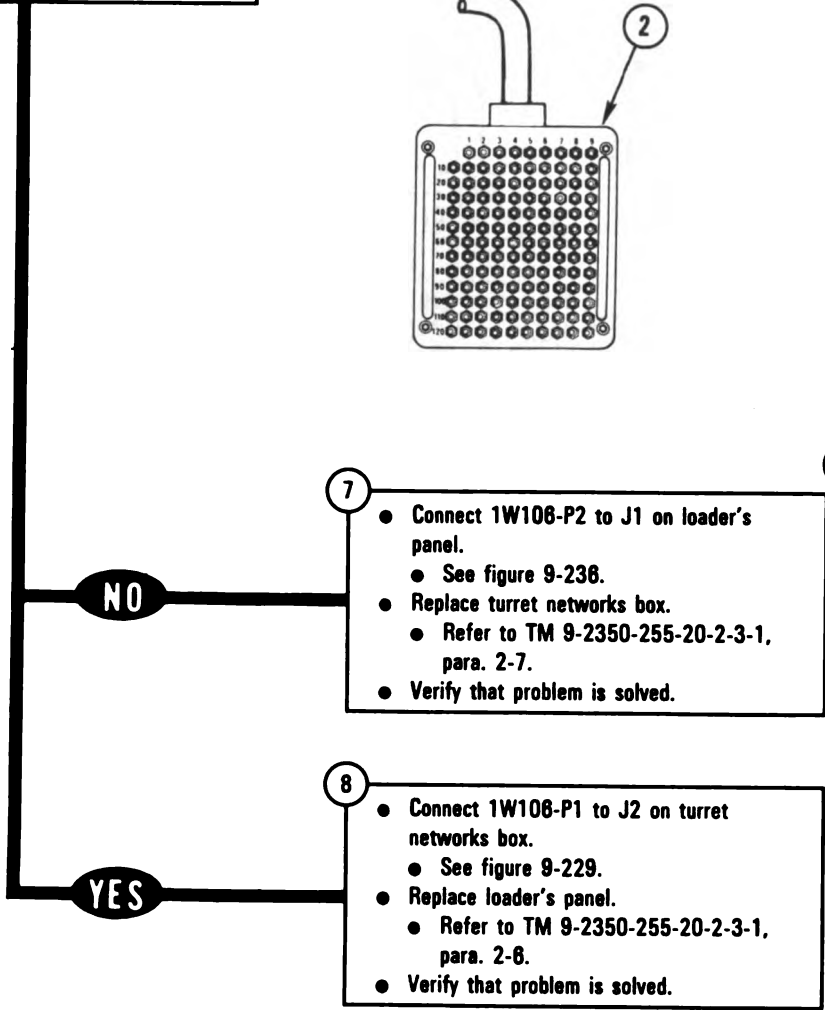 2
1 2 3 4 5 6 7 8 9
10
20
30
40
50
60
70
80
90
100
110
120
7
● Connect 1W106-P2 to J1 on loader's
panel.
● See figure 9-236.
● Replace turret networks box.
● Refer to TM 9-2350-255-20-2-3-1,
para. 2-7.
● Verify that problem is solved.
NO
8
● Connect 1W106-P1 to J2 on turret
networks box.
● See figure 9-229.
● Replace loader's panel.
● Refer to TM 9-2350-255-20-2-3-1,
para. 2-6.
● Verify that problem is solved.
YES